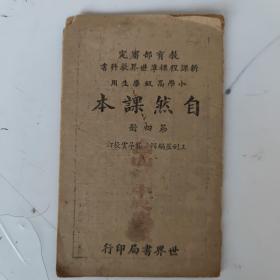 教育部審定
新課程標準世界教科書
小學高級學生用
自然課本
第四冊
世界書局印行